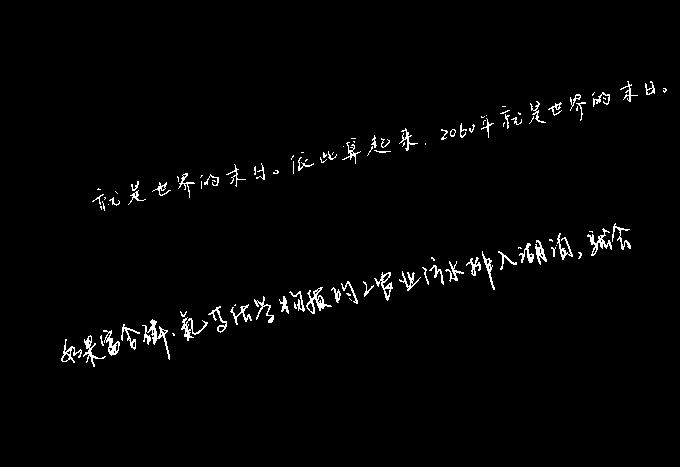 就是世界的末日。依此算起来，2060年就是世界的末日。
如果富含磷、氮等化学物质的工农业污水排入湖泊，就会